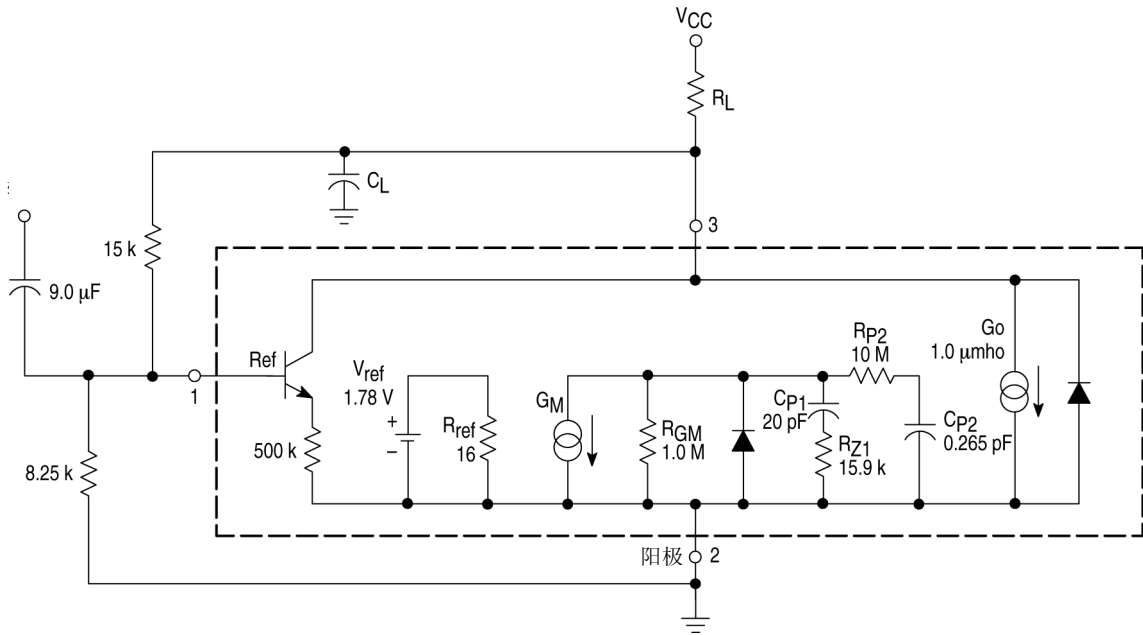 VCC
RL
CL
3
15 k
9.0 µF
Ref
1
Vref
1.78 V
+
–
Rref
16
500 k
8.25 k
GM
RGM
1.0 M
RP2
10 M
CP1
20 pF
RZ1
15.9 k
CP2
0.265 pF
Go
1.0 µmho
阳极
2